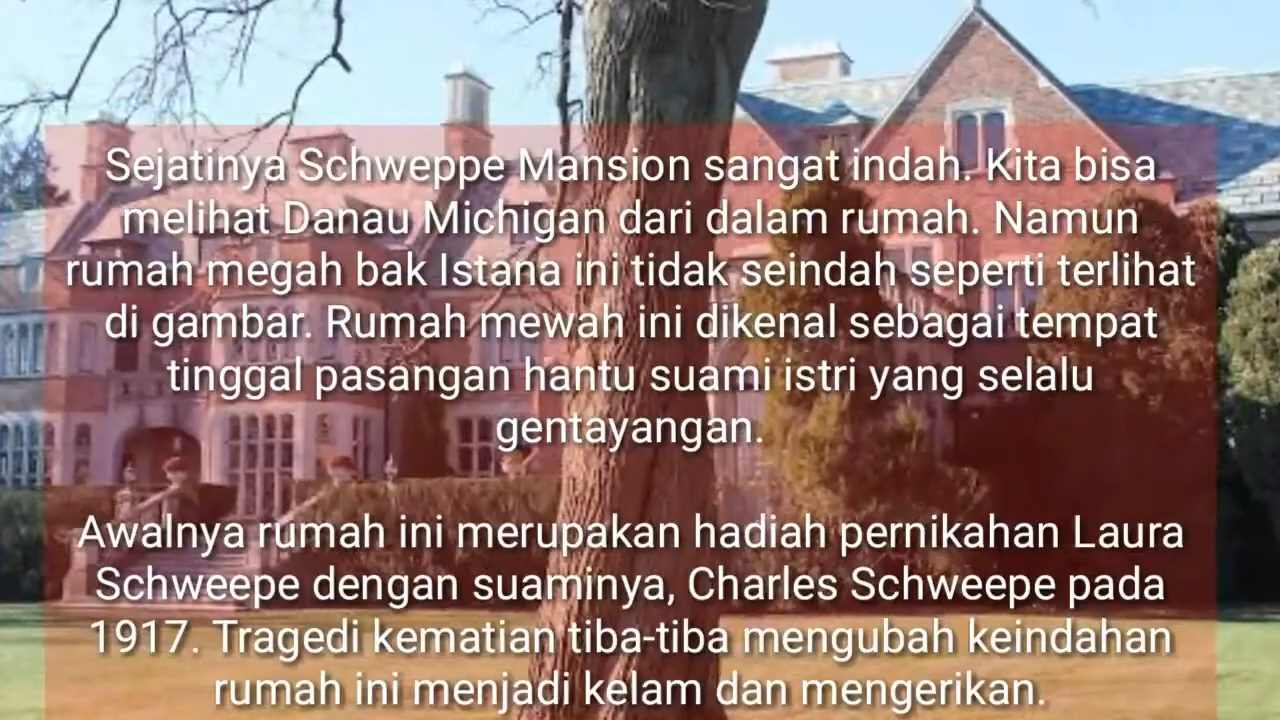 Sejatinya Schweppe Mansion sangat indah. Kita bisa
melihat Danau Michigan dari dalam rumah. Namun
rumah megah bak Istana ini tidak seindah seperti terlihat
di gambar. Rumah mewah ini dikenal sebagai tempat
tinggal pasangan hantu suami istri yang selalu
gentayangan.
Awalnya rumah ini merupakan hadiah pernikahan Laura
Schweepe dengan suaminya, Charles Schweepe pada
1917. Tragedi kematian tiba-tiba mengubah keindahan
rumah ini menjadi kelam dan mengerikan.